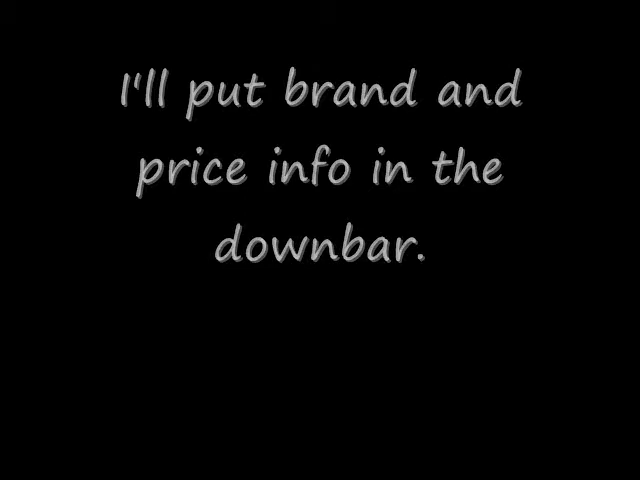 I'll put brand and
price info in the
downbar.